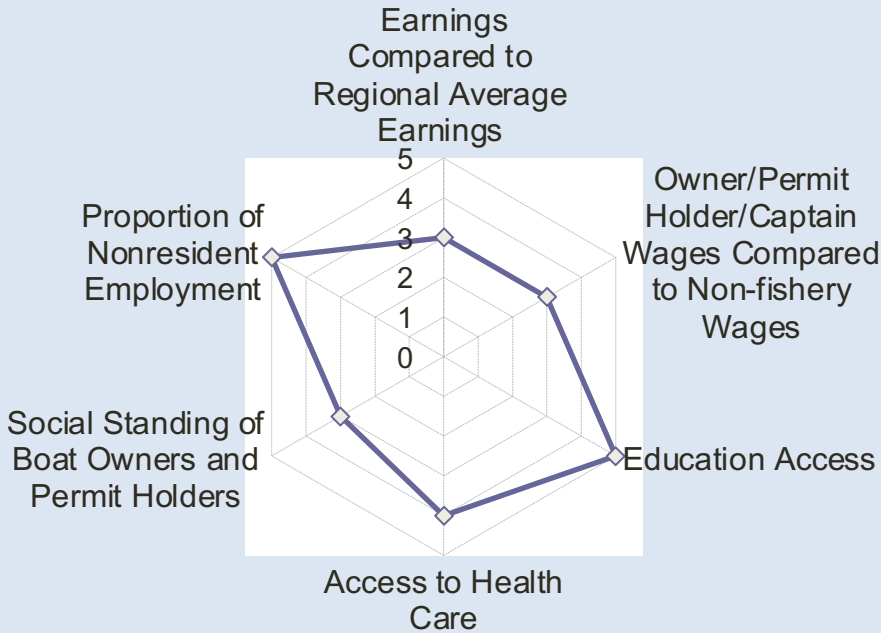 Earnings
Compared to
Regional Average
Earnings
5
4
3
2
1
0
Owner/Permit
Holder/Captain
Wages Compared
to Non-fishery
Wages
Education Access
Access to Health
Care
Social Standing of
Boat Owners and
Permit Holders
Proportion of
Nonresident
Employment